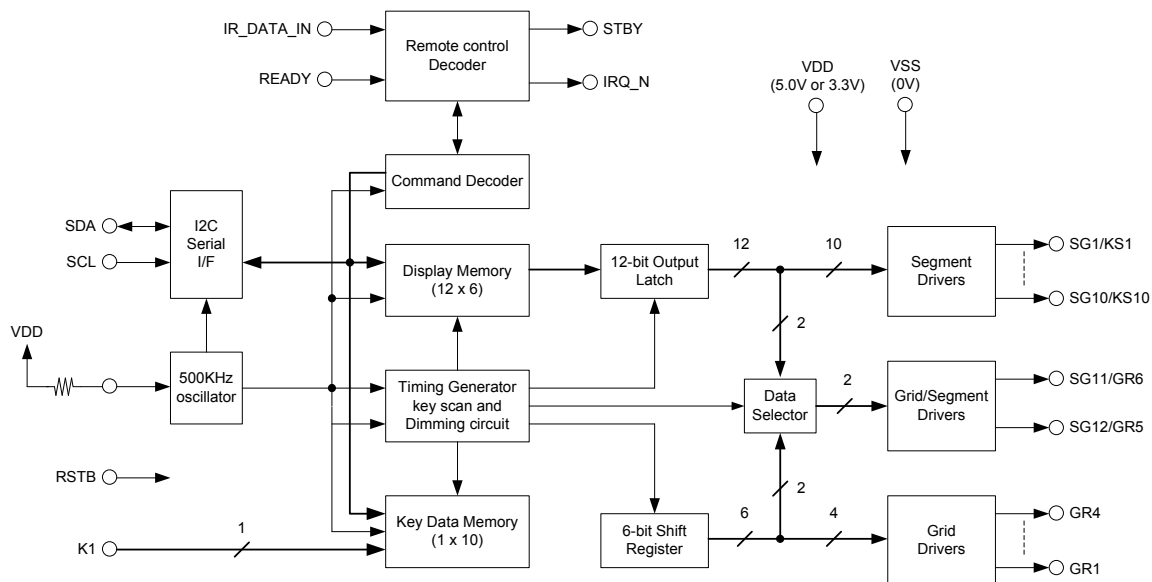 IR_DATA_IN
READY
Remote control
Decoder
STBY
IRQ_N
VDD
(5.0V or 3.3V)
VSS
(0V)
Command Decoder
SDA
SCL
I2C
Serial
I/F
Display Memory
(12 x 6)
12-bit Output
Latch
12
10
2
Segment
Drivers
SG1/KS1
SG10/KS10
VDD
500KHz
oscillator
Timing Generator
key scan and
Dimming circuit
Data
Selector
2
Grid/Segment
Drivers
SG11/GR6
SG12/GR5
RSTB
K1
1
Key Data Memory
(1 x 10)
6-bit Shift
Register
6
2
4
Grid
Drivers
GR4
GR1